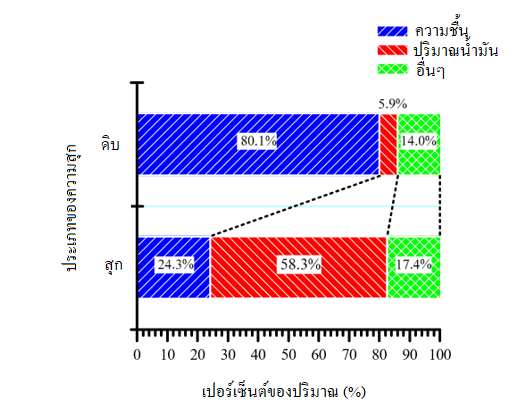 ความชื้น
ปริมาณน้ำมัน
อื่นๆ
5.9%
ดิบ
80.1%
14.0%
ประเภทของความสุก
สุก
24.3%
58.3%
17.4%
0 10 20 30 40 50 60 70 80 90 100
เปอร์เซ็นต์ของปริมาณ (%)